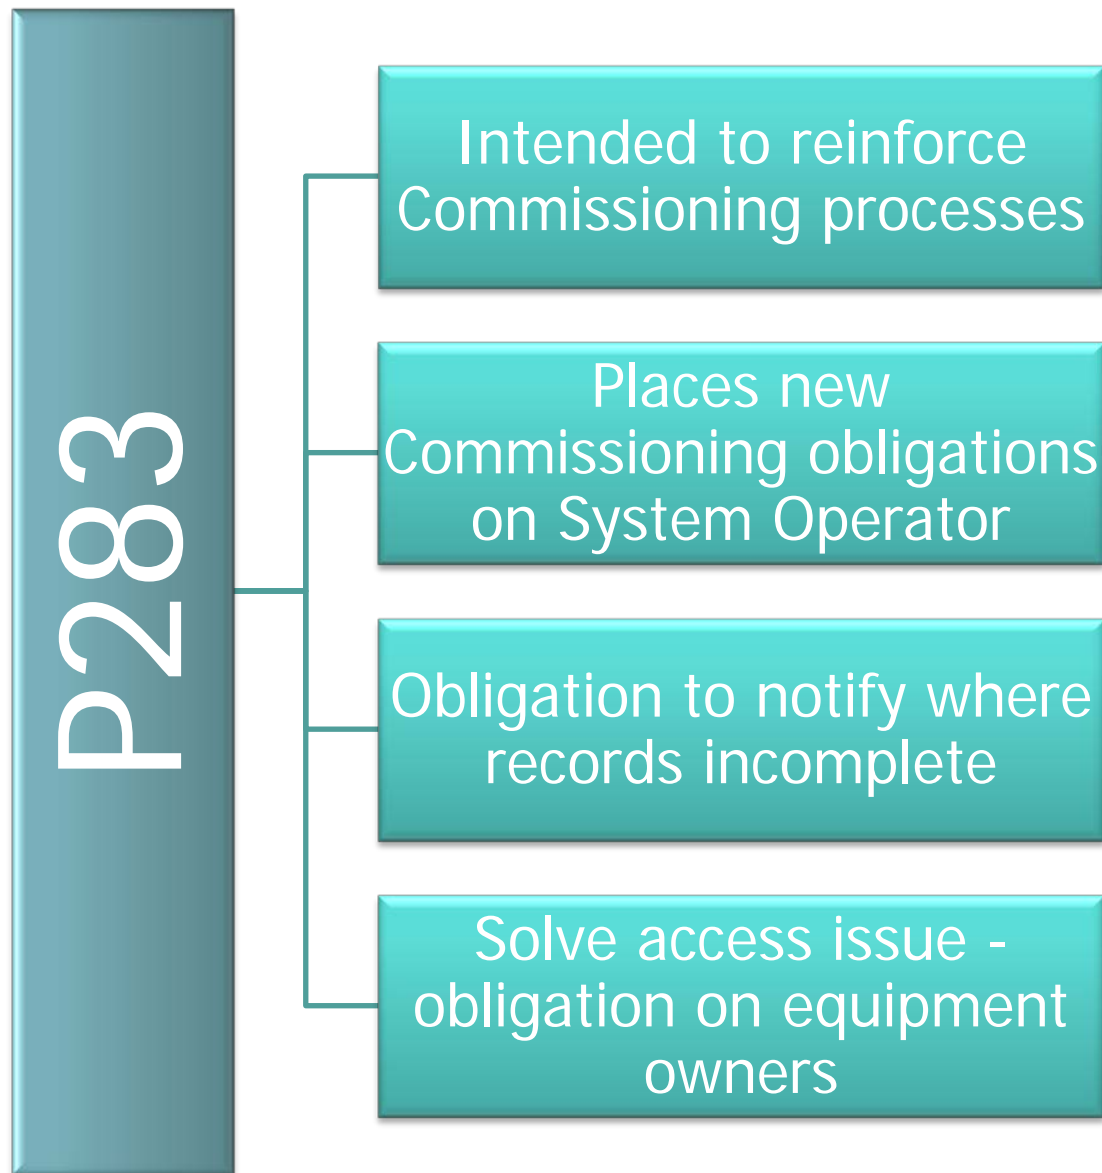 P283
Intended to reinforce
Commissioning processes
Places new
Commissioning obligations
on System Operator
Obligation to notify where
records incomplete
Solve access issue -
obligation on equipment
owners